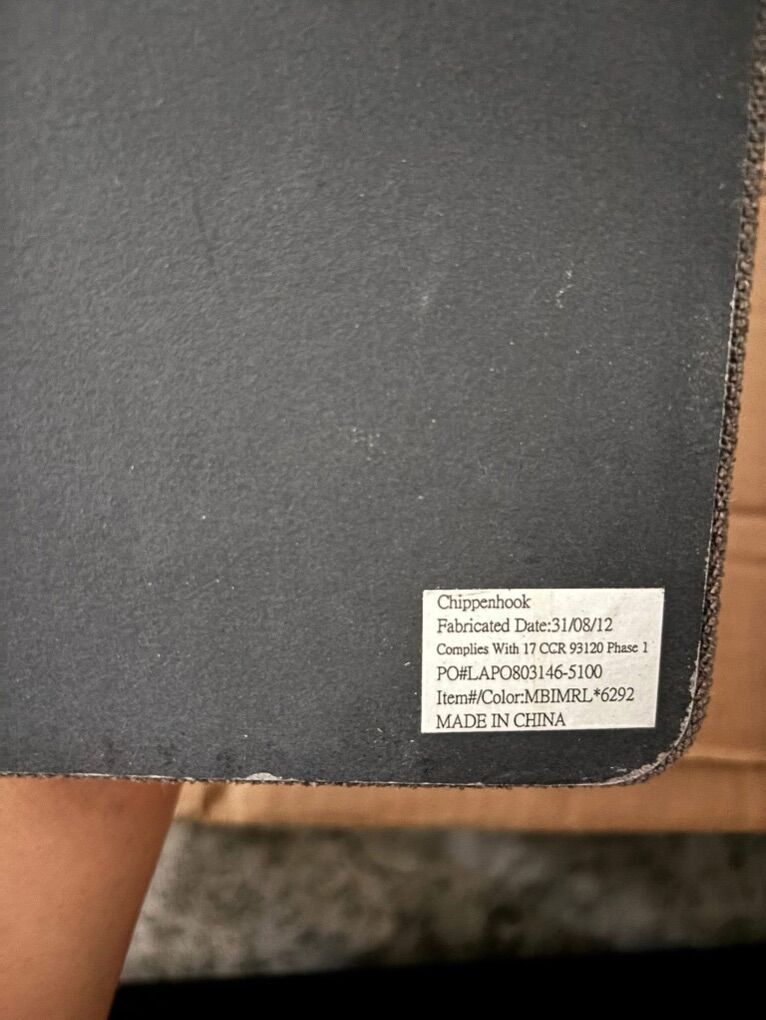 Chippenhook
Fabricated Date:31/08/12
Complies With 17 CCR 93120 Phase 1
PO#LAPO803146-5100
Item#/Color:MBIMRL*6292
MADE IN CHINA